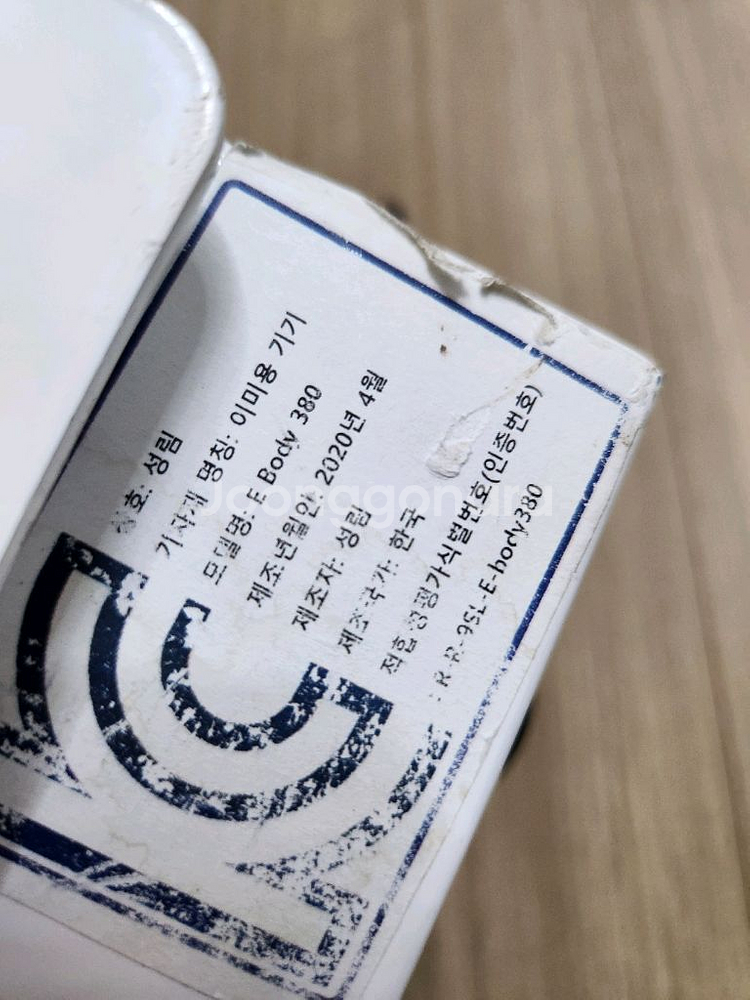 상호: 성림
기자재 명칭: 이미용 기기
모델명: E Body 380
제조년월일: 2020년 4월
제조자: 성림
제조국가: 한국
적합성평가식별번호(인증번호)
: R-R-9SL-E-body380
Joonggonara